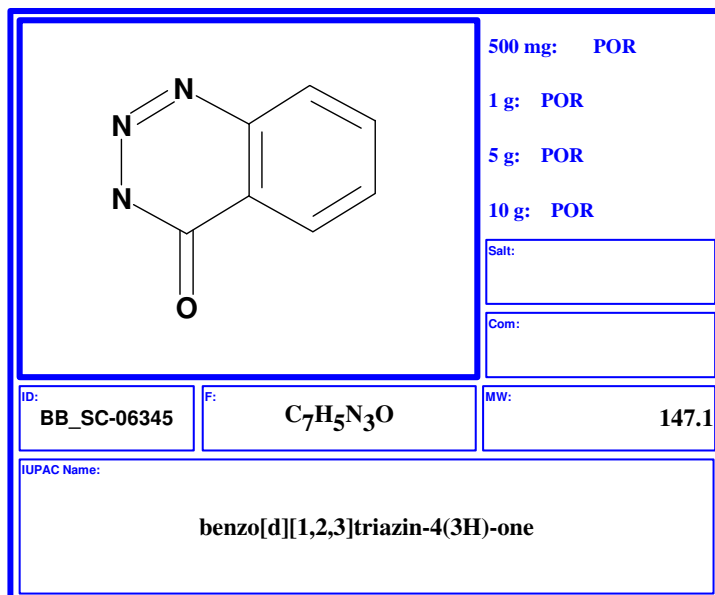 N
N
N
O
500 mg: POR
1 g: POR
5 g: POR
10 g: POR
Salt:
Com:
ID:
BB_SC-06345
F:
C7H5N3O
MW:
147.1
IUPAC Name:
benzo[d][1,2,3]triazin-4(3H)-one